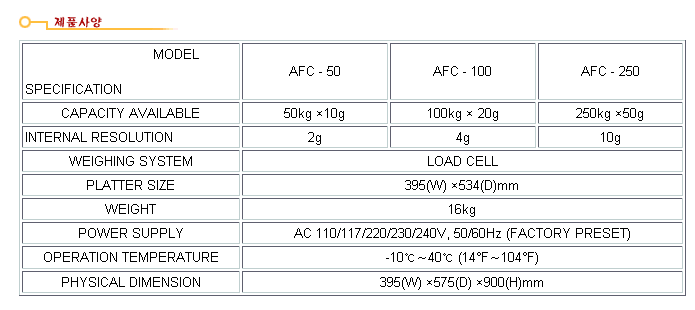 제품사양
MODEL
SPECIFICATION
AFC - 50
AFC - 100
AFC - 250
CAPACITY AVAILABLE
50kg ×10g
100kg × 20g
250kg ×50g
INTERNAL RESOLUTION
2g
4g
10g
WEIGHING SYSTEM
LOAD CELL
PLATTER SIZE
395(W) ×534(D)mm
WEIGHT
16kg
POWER SUPPLY
AC 110/117/220/230/240V, 50/60Hz (FACTORY PRESET)
OPERATION TEMPERATURE
-10℃～40℃ (14°F～104°F)
PHYSICAL DIMENSION
395(W) ×575(D) ×900(H)mm